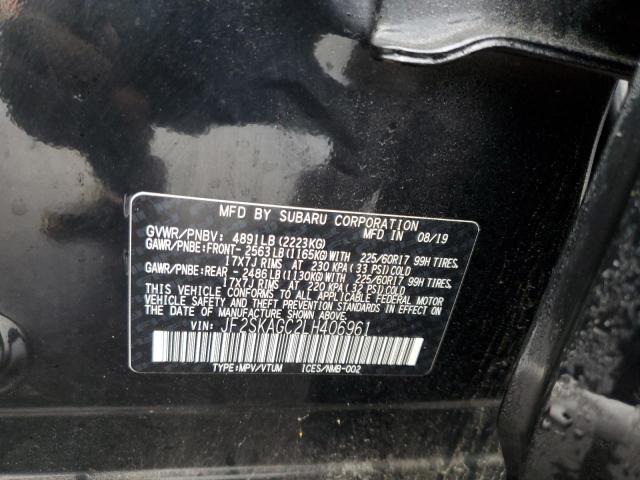 MFD BY SUBARU CORPORATION
GVWR/PNBV: 4891LB(2223KG) MFD IN 08/19
GAWR/PNBE:FRONT-2563LB(1165KG)WITH 225/60R17 99H TIRES,
17X7J RIMS AT 230 KPA(33 PSI)COLD
GAWR/PNBE:REAR -2486LB(1130KG)WITH 225/60R17 99H TIRES,
17X7J RIMS AT 220 KPA(32 PSI)COLD
THIS VEHICLE CONFORMS TO ALL APPLICABLE FEDERAL MOTOR
VEHICLE SAFETY AND THEFT PREVENTION STANDARDS IN EFFECT
ON THE DATE OF MANUFACTURE SHOWN ABOVE.
VIN: JF2SKAGC2LH406961
TYPE:MPV/VTUM ICES/NMB-002